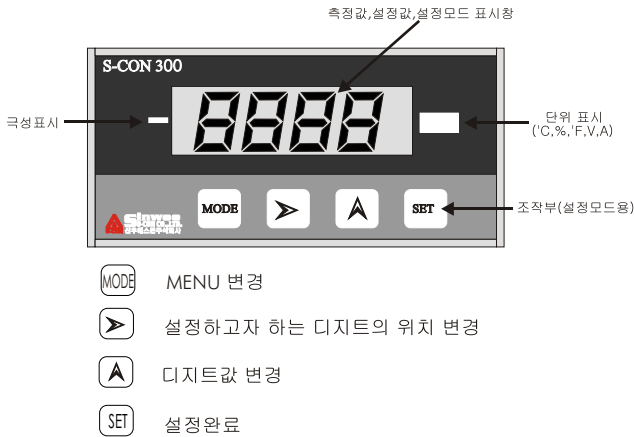 측정값,설정값,설정모드 표시창
S-CON 300
8888
극성표시
단위 표시
('C,%,'F,V,A)
MODE
SET
조작부(설정모드용)
MODE MENU 변경
설정하고자 하는 디지트의 위치 변경
디지트값 변경
SET 설정완료